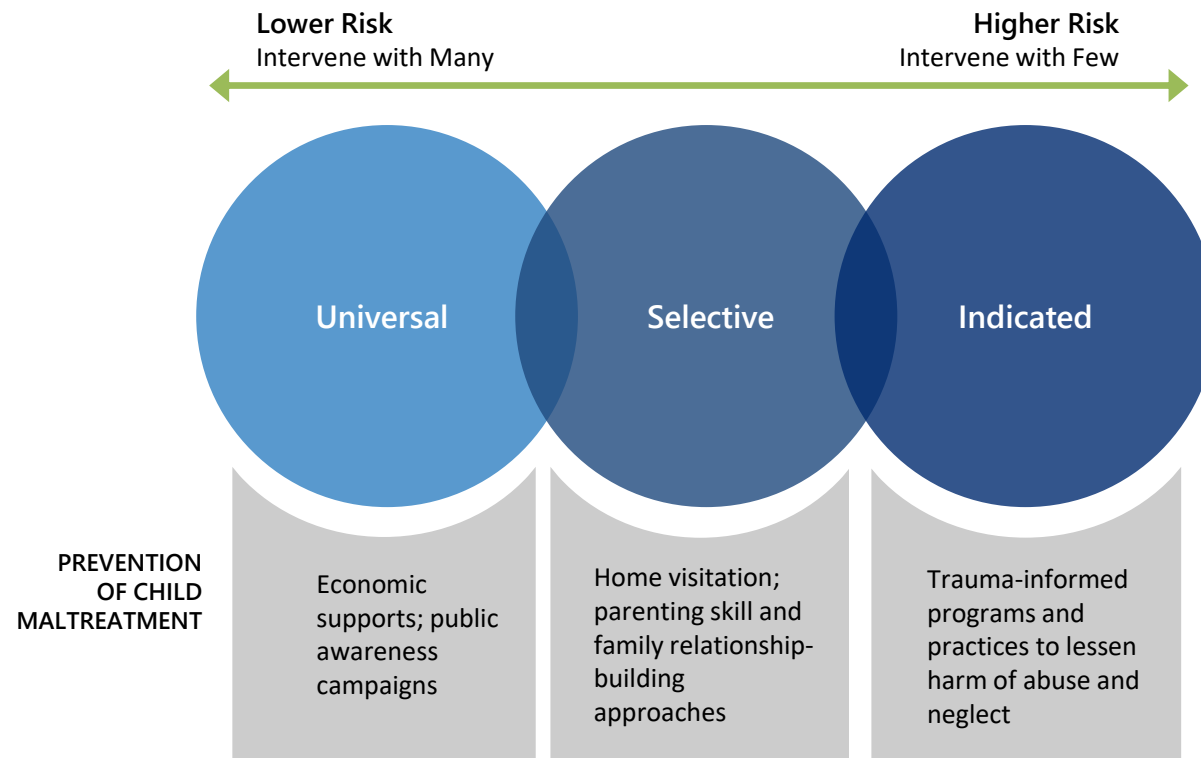 Lower Risk
Intervene with Many
Higher Risk
Intervene with Few
Universal
Selective
Indicated
PREVENTION
OF CHILD
MALTREATMENT
Economic
supports; public
awareness
campaigns
Home visitation;
parenting skill and
family relationship-
building
approaches
Trauma-informed
programs and
practices to lessen
harm of abuse and
neglect